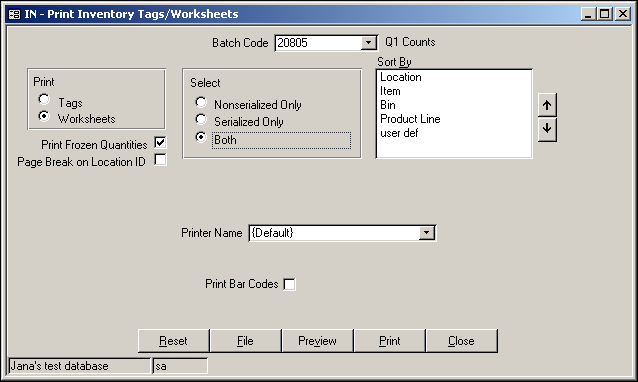 IN - Print Inventory Tags/Worksheets
Batch Code 20805 Q1 Counts
Sort By
Print
Tags
Worksheets
Select
Nonserialized Only
Serialized Only
Both
Location
Item
Bin
Product Line
user def
Print Frozen Quantities
Page Break on Location ID
Printer Name {Default}
Print Bar Codes
Reset File Preview Print Close
Jana's test database sa